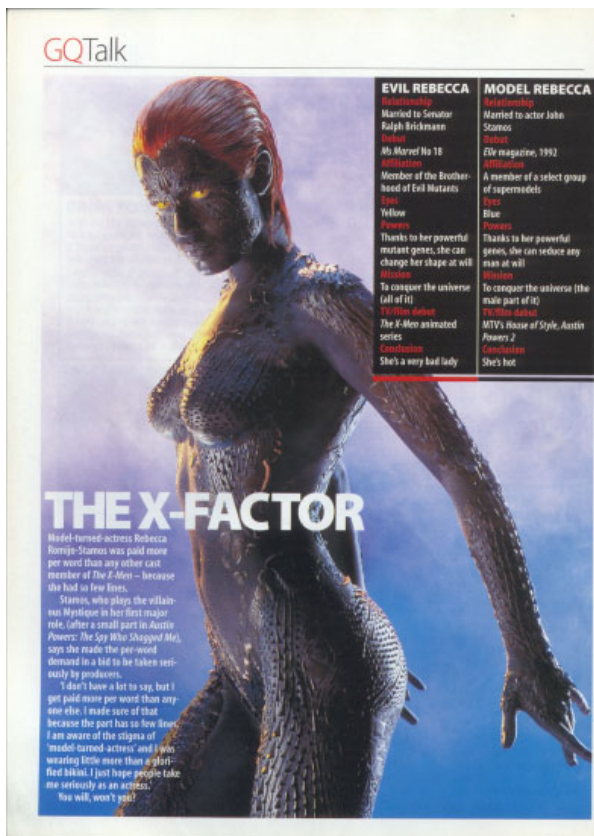 GQTalk
EVIL REBECCA
Relationship
Married to Senator
Ralph Brickmann
Debut
Ms Marvel No 18
Affiliation
Member of the Brother-
hood of Evil Mutants
Eyes
Yellow
Powers
Thanks to her powerful
mutant genes, she can
change her shape at will
Mission
To conquer the universe
(all of it)
TV/film debut
The X-Men animated
series
Conclusion
She's a very bad lady
MODEL REBECCA
Relationship
Married to actor John
Stamos
Debut
Elle magazine, 1992
Affiliation
A member of a select group
of supermodels
Eyes
Blue
Powers
Thanks to her powerful
genes, she can seduce any
man at will
Mission
To conquer the universe (the
male part of it)
TV/film debut
MTV's House of Style, Austin
Powers 2
Conclusion
She's hot
THE X-FACTOR
Model-turned-actress Rebecca
Romijn-Stamos was paid more
per word than any other cast
member of The X-Men – because
she had so few lines.
Stamos, who plays the villain-
ous Mystique in her first major
role, (after a small part in Austin
Powers: The Spy Who Shagged Me),
says she made the per-word
demand in a bid to be taken seri-
ously by producers.
'I don't have a lot to say, but I
get paid more per word than any-
one else. I made sure of that
because the part has so few lines.
I am aware of the stigma of
'model-turned-actress' and I was
wearing little more than a glori-
fied bikini. I just hope people take
me seriously as an actress.'
You will, won't you?